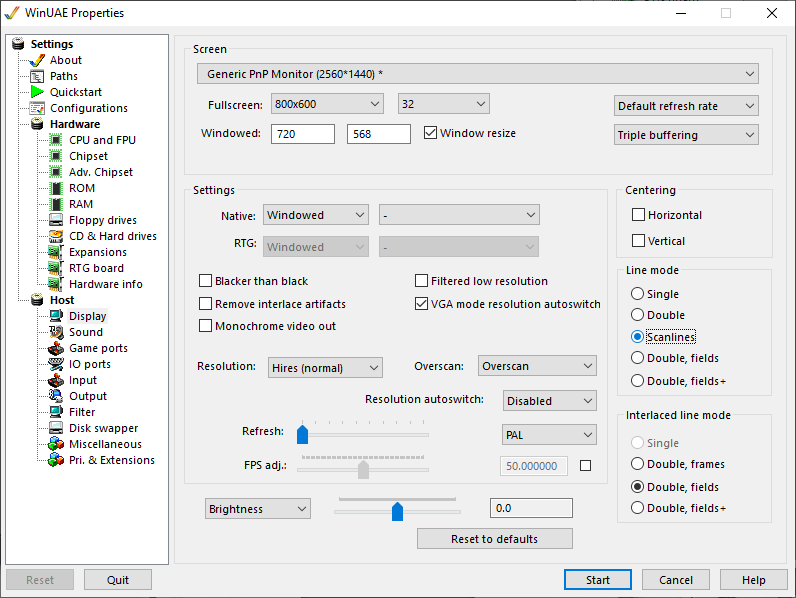 WinUAE Properties
Settings
About
Paths
Quickstart
Configurations
Hardware
CPU and FPU
Chipset
Adv. Chipset
ROM
RAM
Floppy drives
CD & Hard drives
Expansions
RTG board
Hardware info
Host
Display
Sound
Game ports
IO ports
Input
Output
Filter
Disk swapper
Miscellaneous
Pri. & Extensions
Screen
Generic PnP Monitor (2560*1440) *
Fullscreen: 800x600 32 Default refresh rate
Windowed: 720 568 Window resize Triple buffering
Settings
Native: Windowed -
RTG: Windowed -
Blacker than black Filtered low resolution
Remove interlace artifacts VGA mode resolution autoswitch
Monochrome video out
Resolution: Hires (normal) Overscan: Overscan
Resolution autoswitch: Disabled
Refresh: PAL
FPS adj.: 50.000000
Brightness 0.0
Reset to defaults
Centering
Horizontal
Vertical
Line mode
Single
Double
Scanlines
Double, fields
Double, fields+
Interlaced line mode
Single
Double, frames
Double, fields
Double, fields+
Reset Quit Start Cancel Help